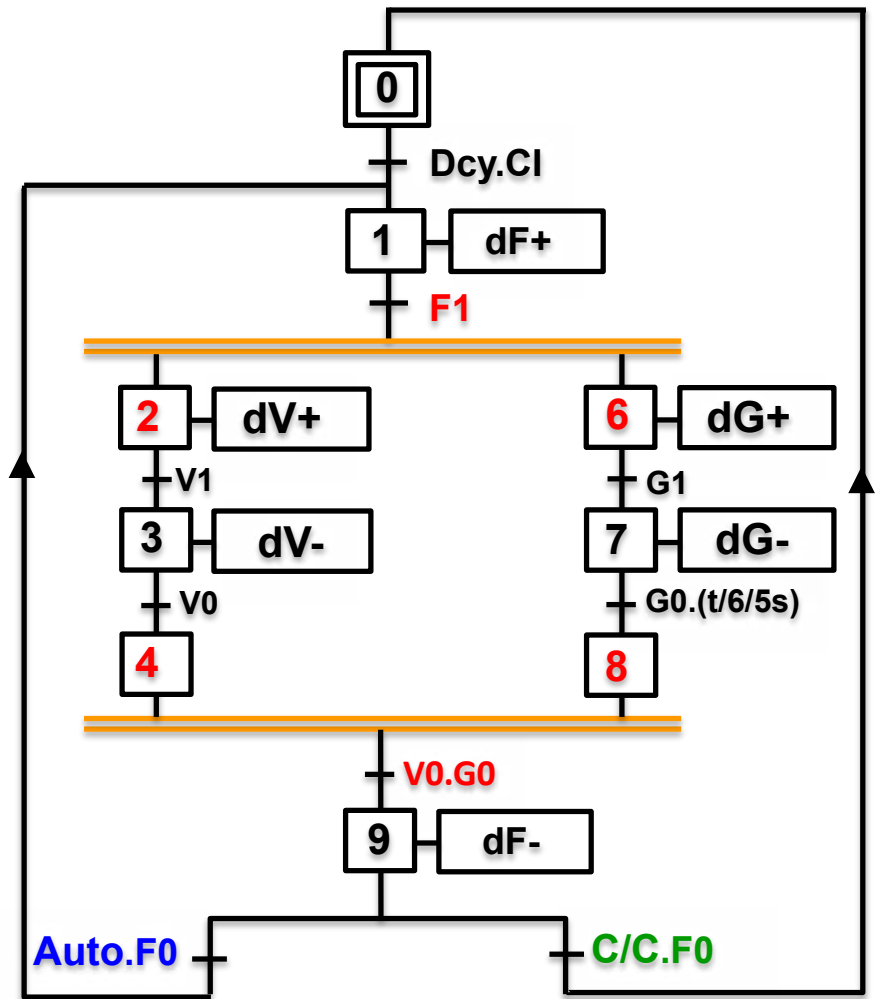 0
Dcy.CI
1
dF+
F1
2
dV+
6
dG+
V1
G1
3
dV-
7
dG-
V0
G0.(t/6/5s)
4
8
V0.G0
9
dF-
Auto.F0
C/C.F0